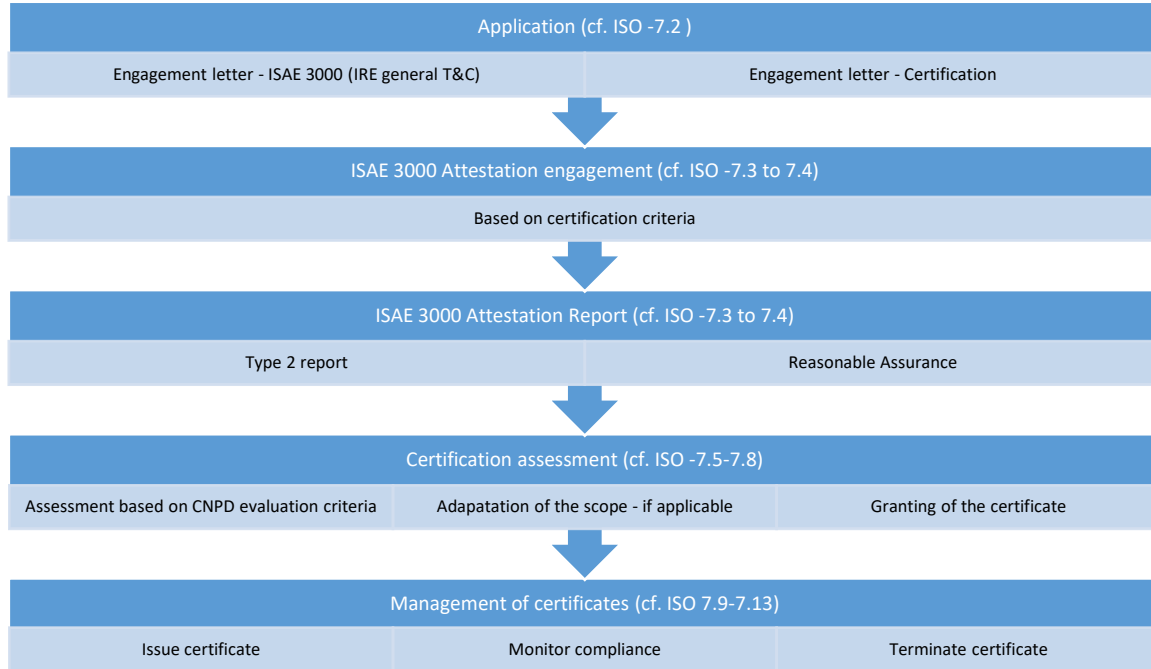 Application (cf. ISO -7.2 )
Engagement letter - ISAE 3000 (IRE general T&C)
Engagement letter - Certification
ISAE 3000 Attestation engagement (cf. ISO -7.3 to 7.4)
Based on certification criteria
ISAE 3000 Attestation Report (cf. ISO -7.3 to 7.4)
Type 2 report
Reasonable Assurance
Certification assessment (cf. ISO -7.5-7.8)
Assessment based on CNPD evaluation criteria
Adapatation of the scope - if applicable
Granting of the certificate
Management of certificates (cf. ISO 7.9-7.13)
Issue certificate
Monitor compliance
Terminate certificate